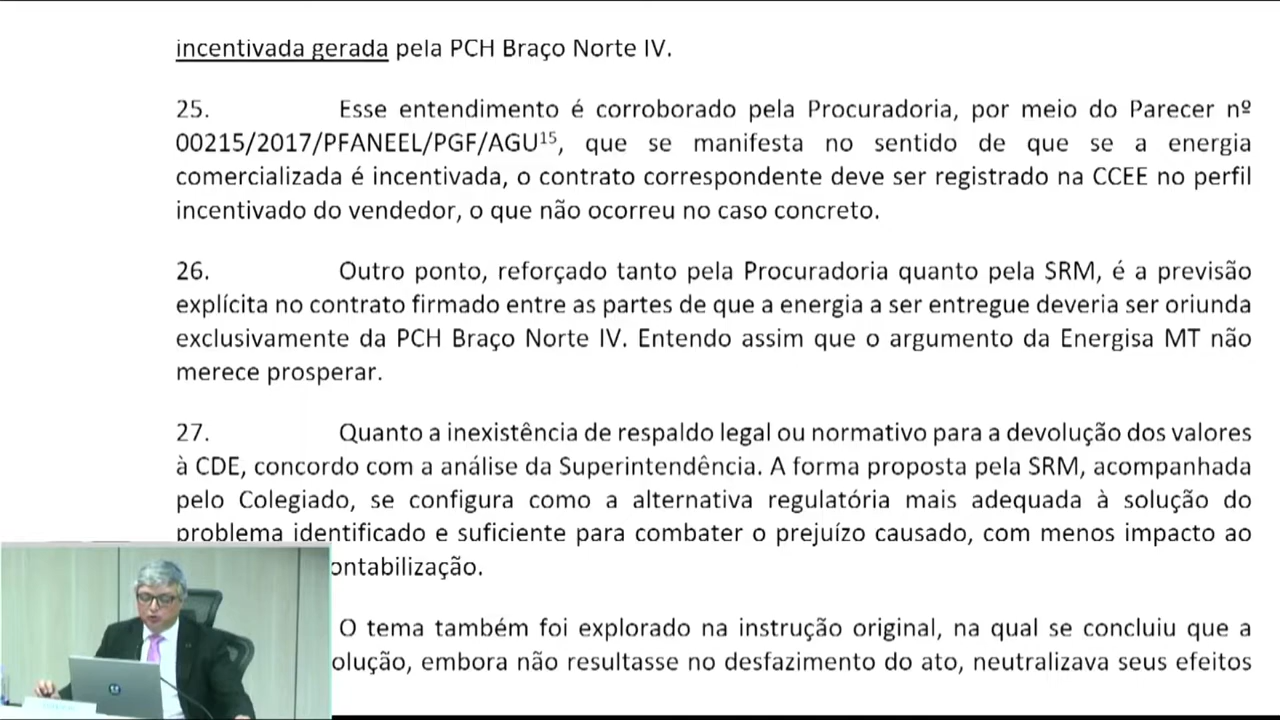 incentivada gerada pela PCH Braço Norte IV.
25. Esse entendimento é corroborado pela Procuradoria, por meio do Parecer nº
00215/2017/PFANEEL/PGF/AGU¹⁵, que se manifesta no sentido de que se a energia
comercializada é incentivada, o contrato correspondente deve ser registrado na CCEE no perfil
incentivado do vendedor, o que não ocorreu no caso concreto.
26. Outro ponto, reforçado tanto pela Procuradoria quanto pela SRM, é a previsão
explícita no contrato firmado entre as partes de que a energia a ser entregue deveria ser oriunda
exclusivamente da PCH Braço Norte IV. Entendo assim que o argumento da Energisa MT não
merece prosperar.
27. Quanto a inexistência de respaldo legal ou normativo para a devolução dos valores
à CDE, concordo com a análise da Superintendência. A forma proposta pela SRM, acompanhada
pelo Colegiado, se configura como a alternativa regulatória mais adequada à solução do
problema identificado e suficiente para combater o prejuízo causado, com menos impacto ao
ontabilização.
O tema também foi explorado na instrução original, na qual se concluiu que a
olução, embora não resultasse no desfazimento do ato, neutralizava seus efeitos